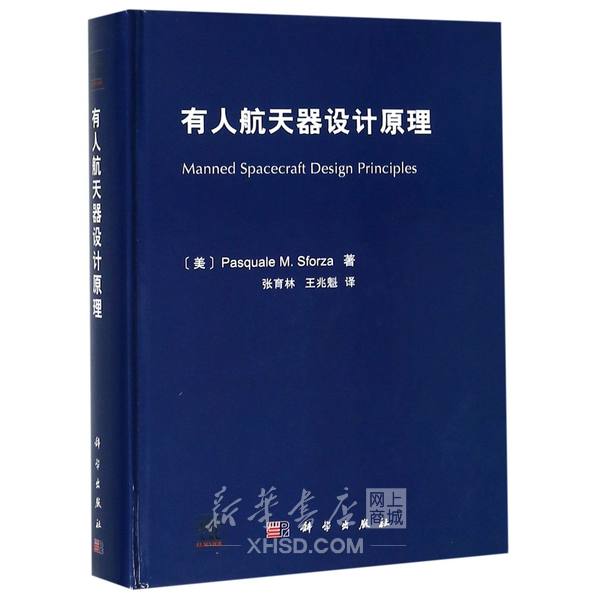 有人航天器设计原理
Manned Spacecraft Design Principles
〔美〕Pasquale M. Sforza 著
张育林 王兆魁 译
科学出版社
有人航天器设计原理
科学出版社
新华书店
网上
商城
XHSD.COM